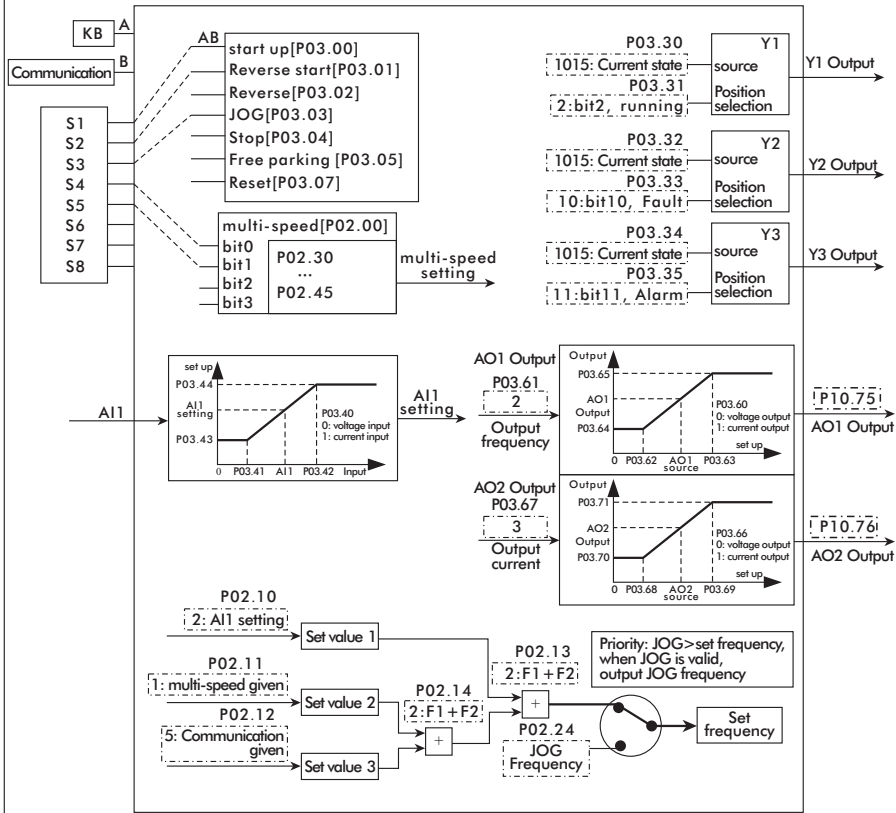 KB
A
Communication
B
S1
S2
S3
S4
S5
S6
S7
S8
AB
start up[P03.00]
Reverse start[P03.01]
Reverse[P03.02]
JOG[P03.03]
Stop[P03.04]
Free parking [P03.05]
Reset[P03.07]
multi-speed[P02.00]
bit0
bit1
bit2
bit3
P02.30
...
P02.45
multi-speed
setting
P03.30
1015: Current state
P03.31
2:bit2, running
Y1
source
Position
selection
Y1 Output
P03.32
1015: Current state
P03.33
10:bit10, Fault
Y2
source
Position
selection
Y2 Output
P03.34
1015: Current state
P03.35
11:bit11, Alarm
Y3
source
Position
selection
Y3 Output
AI1
set up
P03.44
AI1
setting
P03.43
P03.40
0: voltage input
1: current input
0
P03.41
AI1
P03.42
Input
AI1
setting
AO1 Output
P03.61
2
Output
frequency
Output
P03.65
AO1
Output
P03.64
P03.60
0: voltage output
1: current output
set up
0
P03.62
AO1
source
P03.63
P10.75
AO1 Output
AO2 Output
P03.67
3
Output
current
Output
P03.71
AO2
Output
P03.70
P03.66
0: voltage output
1: current output
set up
0
P03.68
AO2
source
P03.69
P10.76
AO2 Output
P02.10
2: AI1 setting
Set value 1
P02.11
1: multi-speed given
Set value 2
P02.12
5: Communication
given
Set value 3
P02.14
2:F1+F2
+
P02.13
2:F1+F2
+
P02.24
JOG
Frequency
Priority: JOG>set frequency,
when JOG is valid,
output JOG frequency
Set
frequency